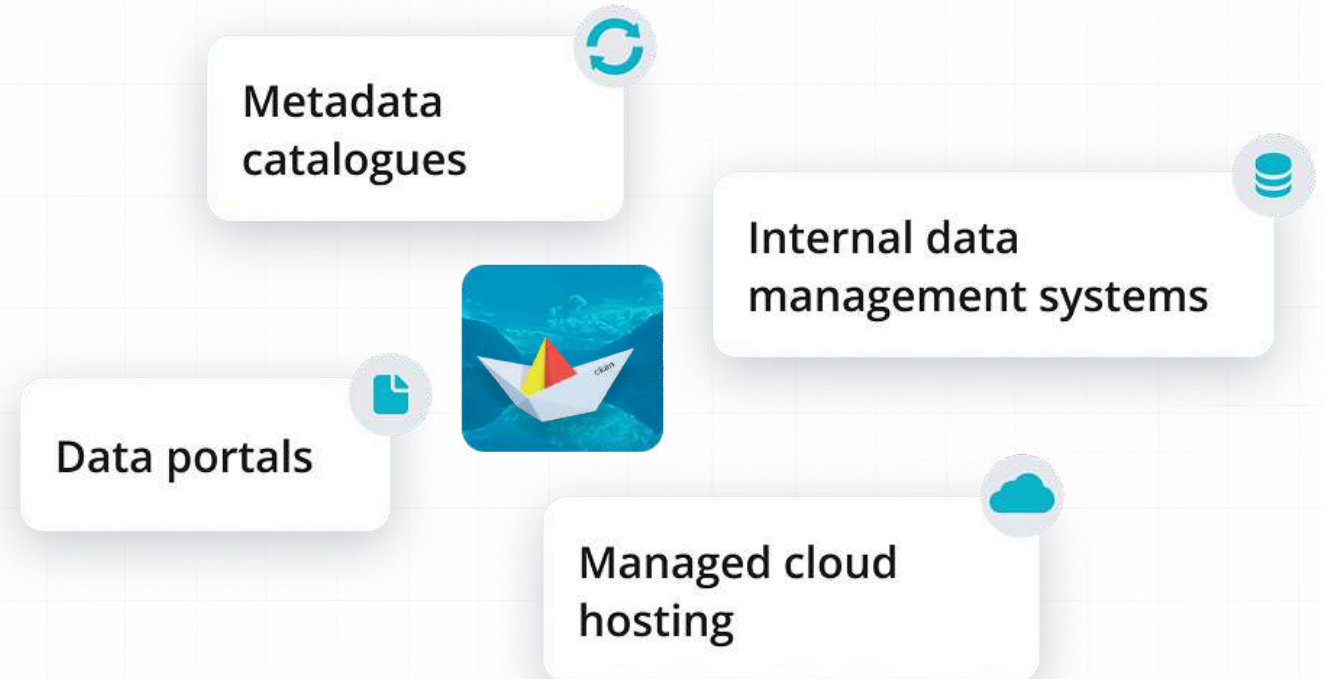 Metadata
catalogues
Internal data
management systems
ckan
Data portals
Managed cloud
hosting